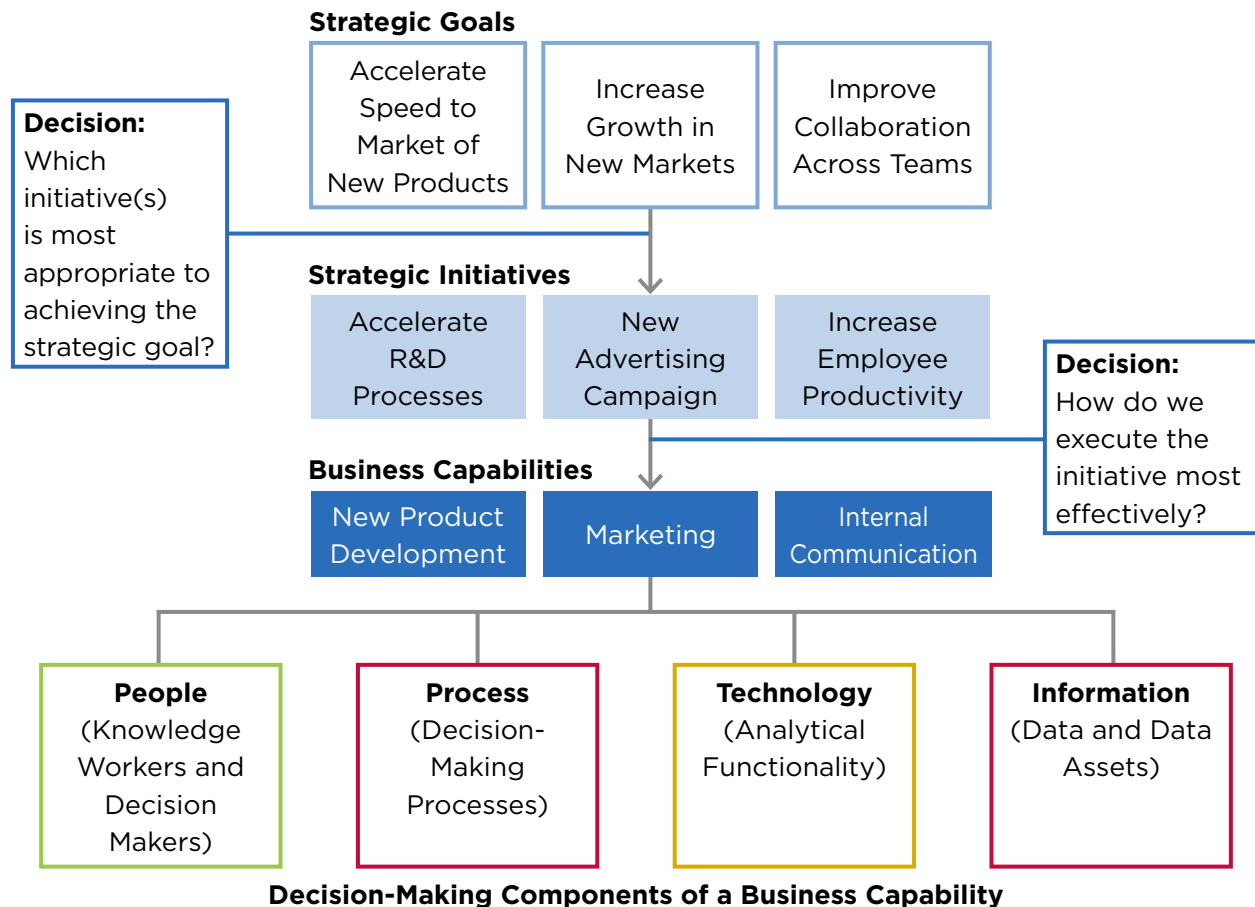 Strategic Goals
Accelerate
Speed to
Market of
New Products
Increase
Growth in
New Markets
Improve
Collaboration
Across Teams
Decision:
Which
initiative(s)
is most
appropriate to
achieving the
strategic goal?
Strategic Initiatives
Accelerate
R&D
Processes
New
Advertising
Campaign
Increase
Employee
Productivity
Decision:
How do we
execute the
initiative most
effectively?
Business Capabilities
New Product
Development
Marketing
Internal
Communication
People
(Knowledge
Workers and
Decision
Makers)
Process
(Decision-
Making
Processes)
Technology
(Analytical
Functionality)
Information
(Data and Data
Assets)
Decision-Making Components of a Business Capability